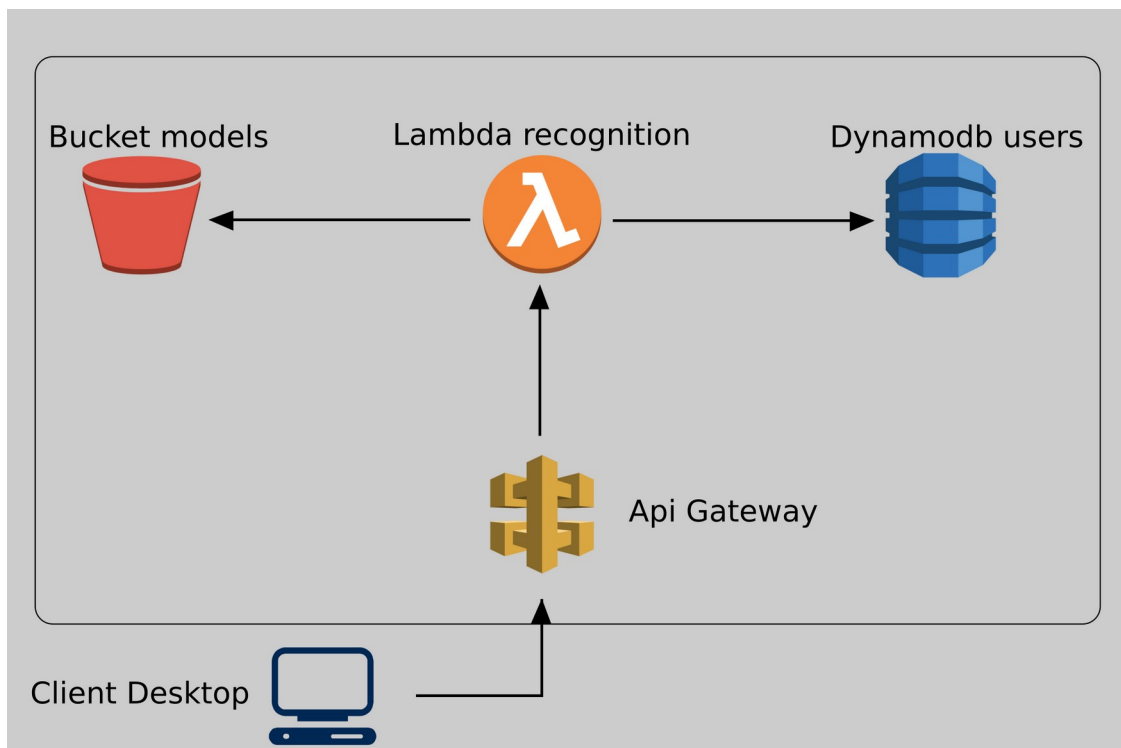 Bucket models
Lambda recognition
Dynamodb users
Api Gateway
Client Desktop